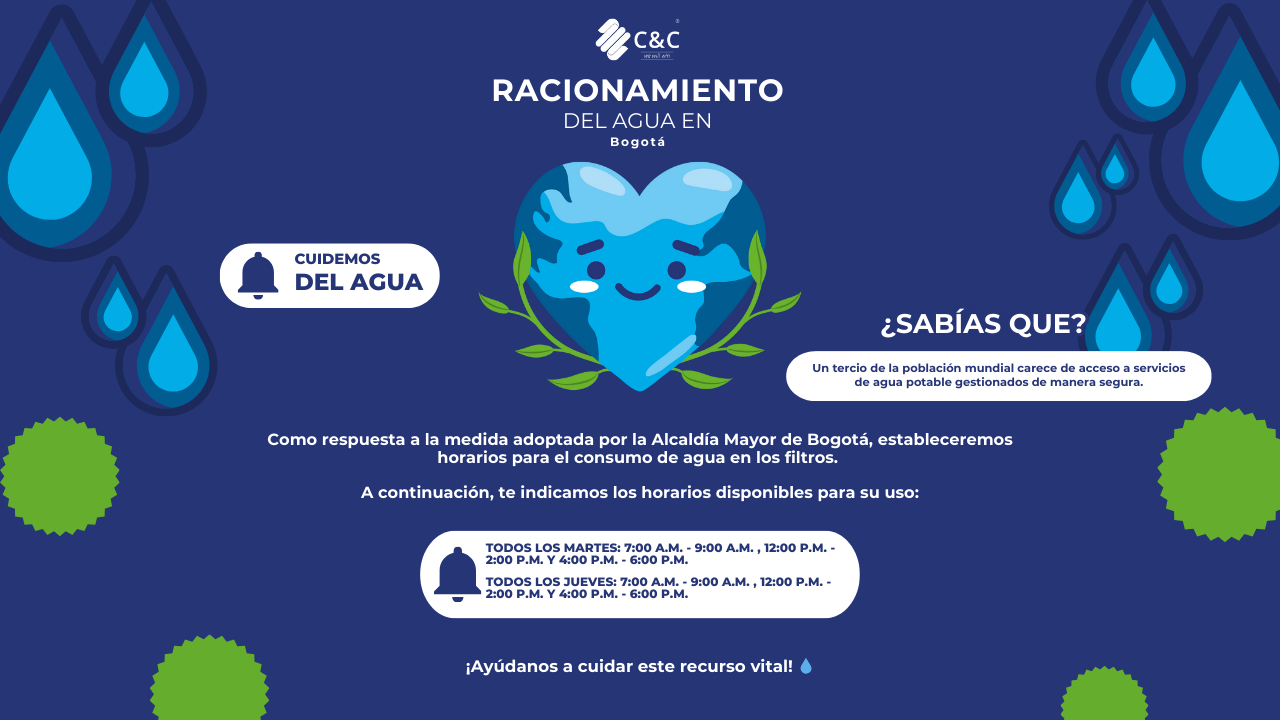 C&C
RACIONAMIENTO
DEL AGUA EN
Bogotá
CUIDEMOS
DEL AGUA
¿SABÍAS QUE?
Un tercio de la población mundial carece de acceso a servicios
de agua potable gestionados de manera segura.
Como respuesta a la medida adoptada por la Alcaldía Mayor de Bogotá, estableceremos
horarios para el consumo de agua en los filtros.
A continuación, te indicamos los horarios disponibles para su uso:
TODOS LOS MARTES: 7:00 A.M. - 9:00 A.M. , 12:00 P.M. -
2:00 P.M. Y 4:00 P.M. - 6:00 P.M.
TODOS LOS JUEVES: 7:00 A.M. - 9:00 A.M. , 12:00 P.M. -
2:00 P.M. Y 4:00 P.M. - 6:00 P.M.
¡Ayúdanos a cuidar este recurso vital! 💧